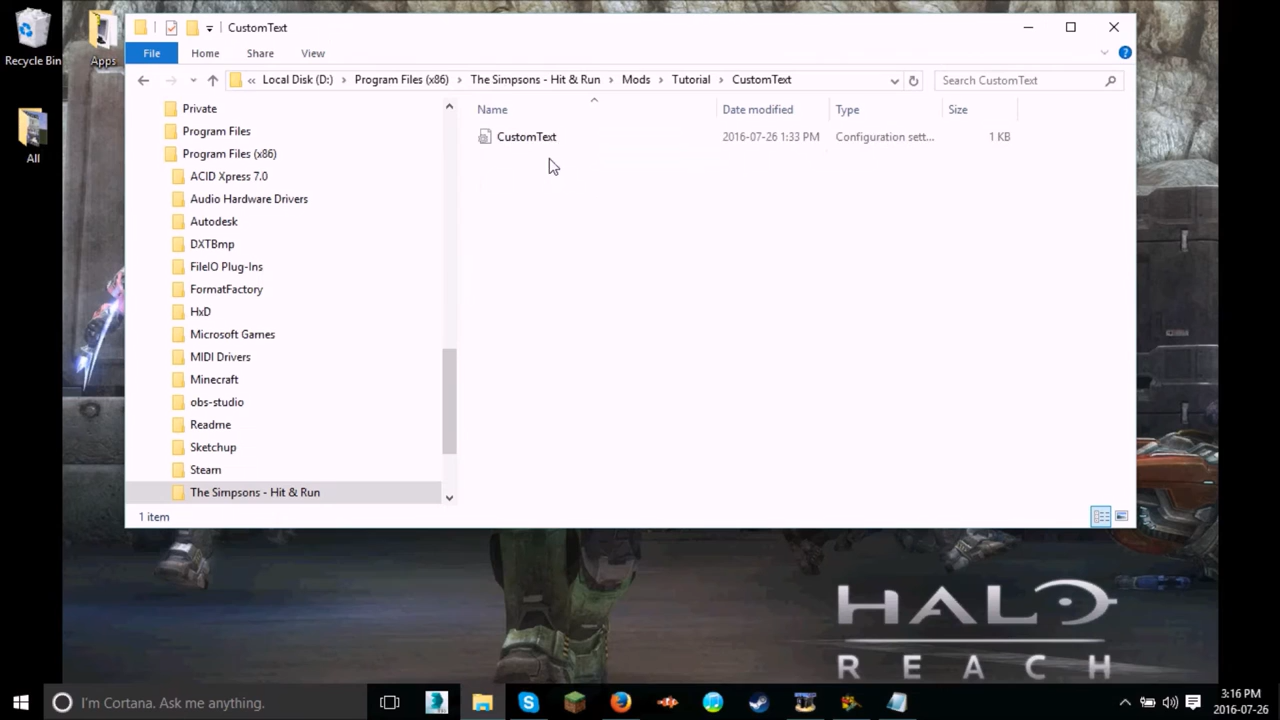 CustomText
File Home Share View
« Local Disk (D:) › Program Files (x86) › The Simpsons - Hit & Run › Mods › Tutorial › CustomText
Search CustomText
Name Date modified Type Size
CustomText 2016-07-26 1:33 PM Configuration sett... 1 KB
Private
Program Files
Program Files (x86)
ACID Xpress 7.0
Audio Hardware Drivers
Autodesk
DXTBmp
FileIO Plug-Ins
FormatFactory
HxD
Microsoft Games
MIDI Drivers
Minecraft
obs-studio
Readme
Sketchup
Steam
The Simpsons - Hit & Run
1 item
Recycle Bin
Apps
All
HALO
REACH
I'm Cortana. Ask me anything.
3:16 PM
2016-07-26